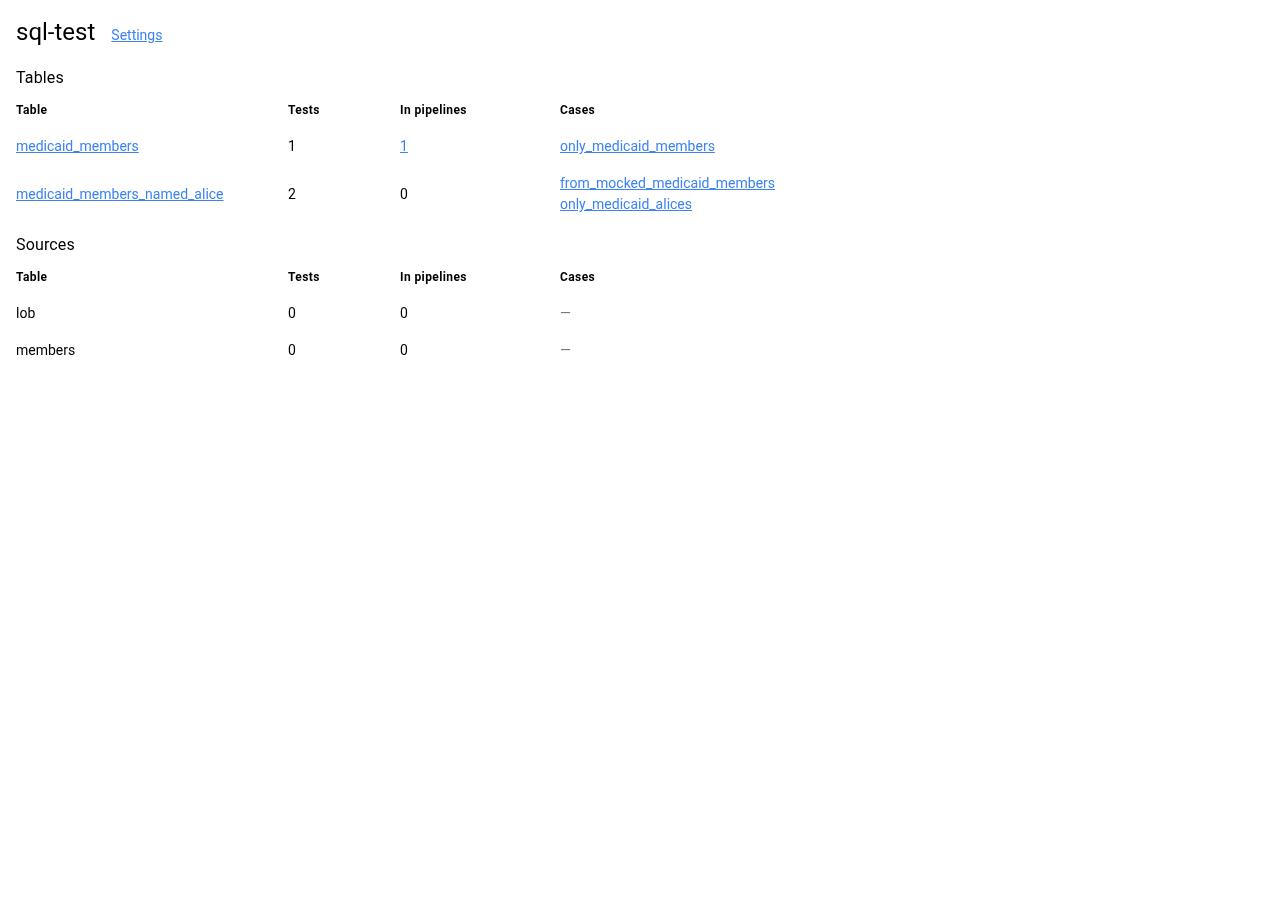 sql-test Settings
Tables
Table Tests In pipelines Cases
medicaid_members 1 1 only_medicaid_members
medicaid_members_named_alice 2 0 from_mocked_medicaid_members
only_medicaid_alices
Sources
Table Tests In pipelines Cases
lob 0 0 —
members 0 0 —